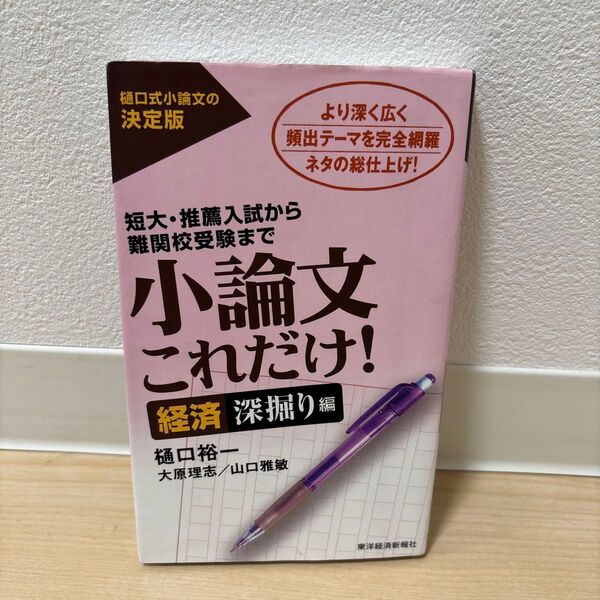 樋口式小論文の
決定版
より深く広く
頻出テーマを完全網羅
ネタの総仕上げ!
短大・推薦入試から
難関校受験まで
小論文
これだけ!
経済 深掘り編
樋口裕一
大原理志/山口雅敏
東洋経済新報社